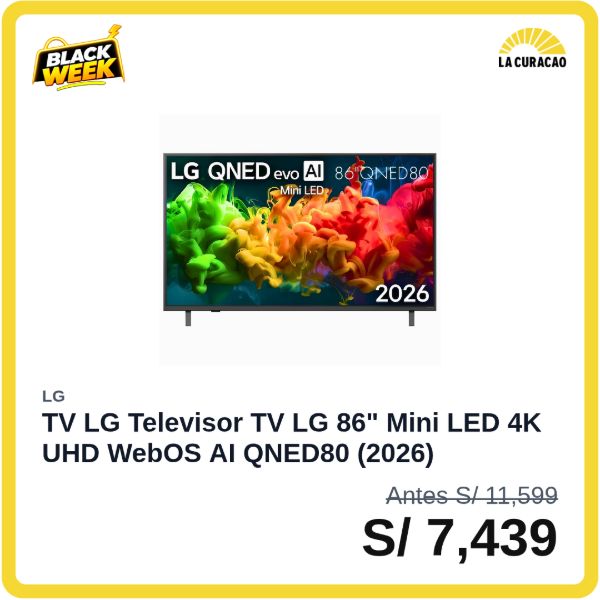 BLACK
WEEK
LA CURACAO
LG QNED evo AI 86"QNED80
Mini LED
2026
LG
TV LG Televisor TV LG 86" Mini LED 4K
UHD WebOS AI QNED80 (2026)
Antes S/ 11,599
S/ 7,439